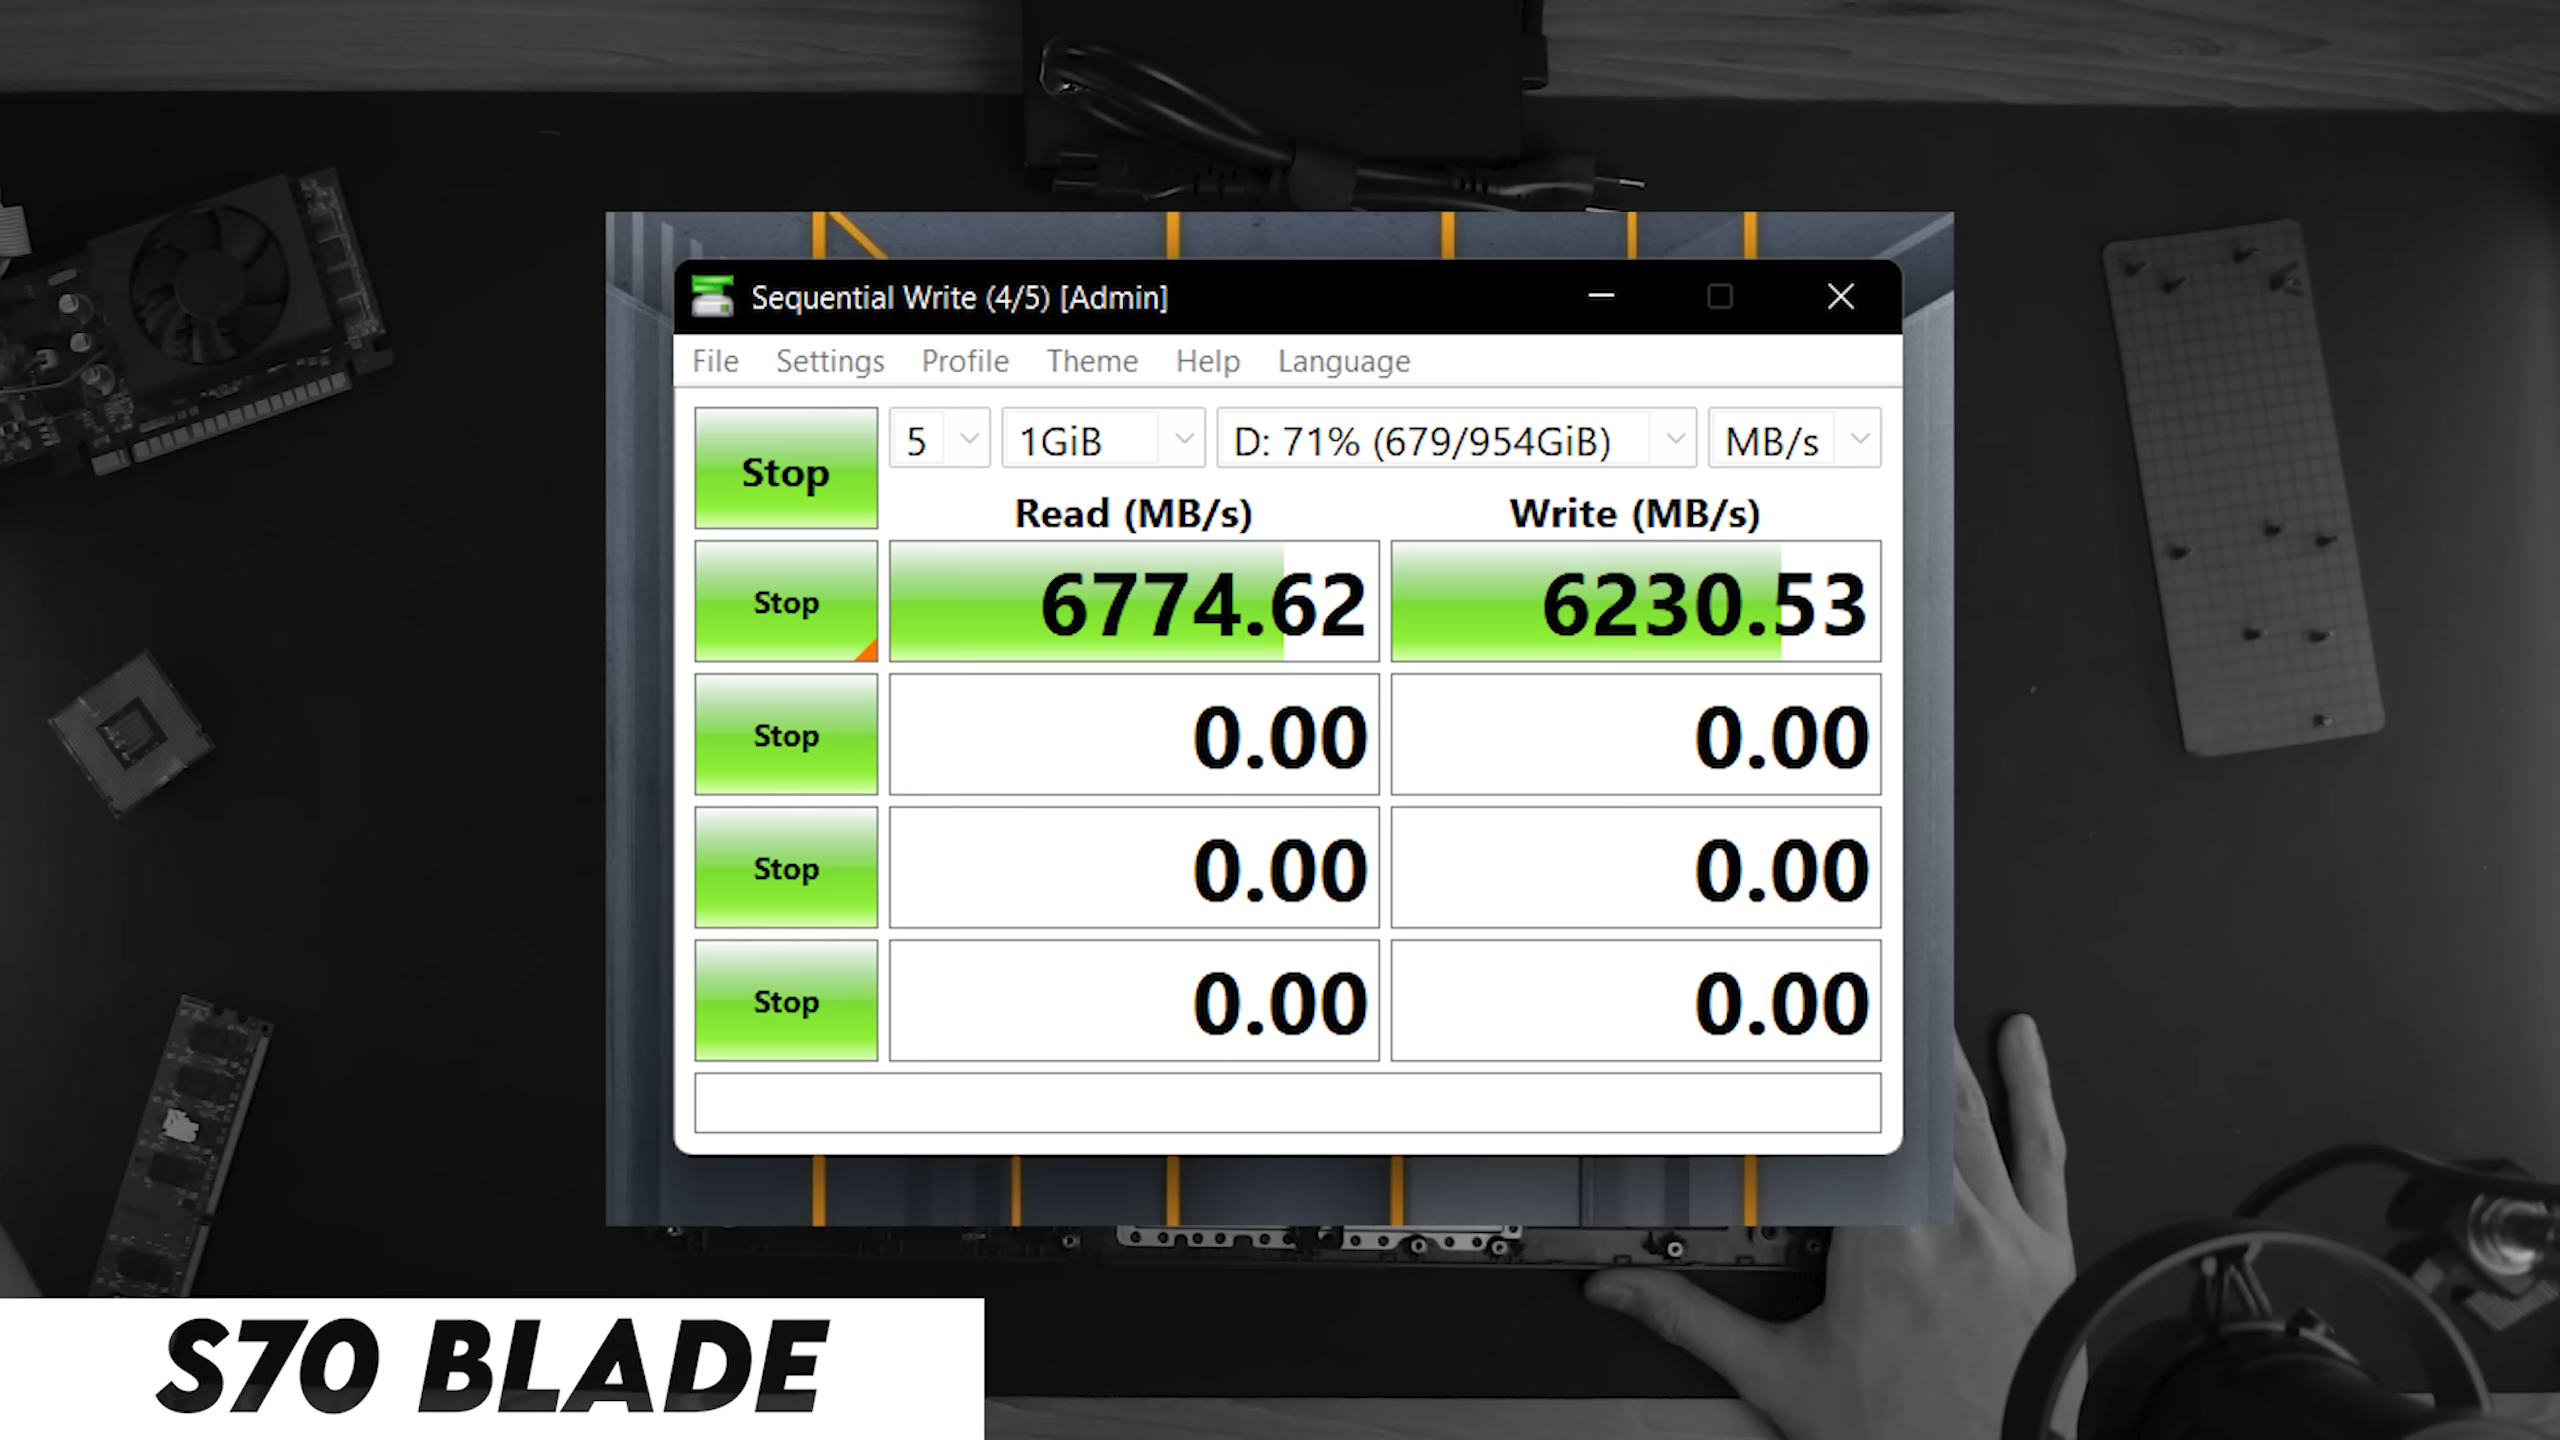 Sequential Write (4/5) [Admin]
File Settings Profile Theme Help Language
Stop 5 1GiB D: 71% (679/954GiB) MB/s
Read (MB/s) Write (MB/s)
Stop 6774.62 6230.53
Stop 0.00 0.00
Stop 0.00 0.00
Stop 0.00 0.00
S70 BLADE